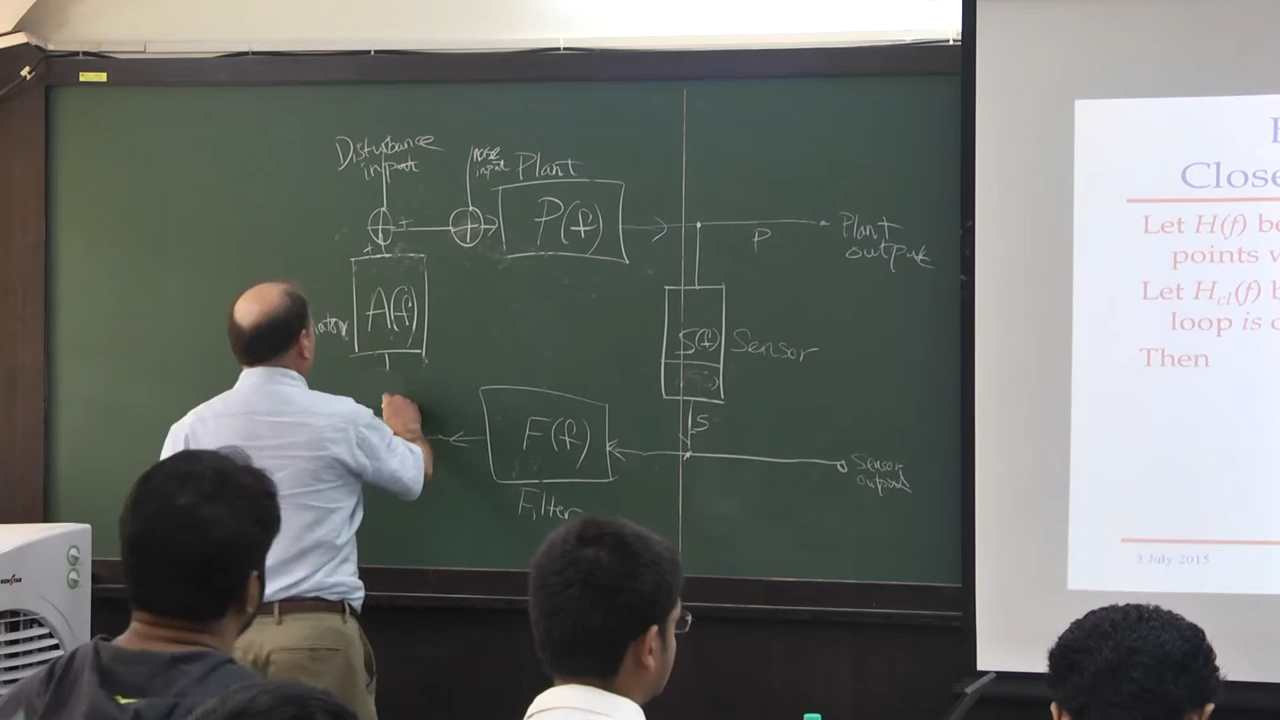 Disturbance
input
noise
input
Plant
P(f)
+
+
P
Plant
output
A(f)
S(f)
Sensor
S
F(f)
Filter
Sensor
output
KENSTAR
Close
Let H(f) be
points w
Let Hcl(f) b
loop is c
Then
3 July 2015